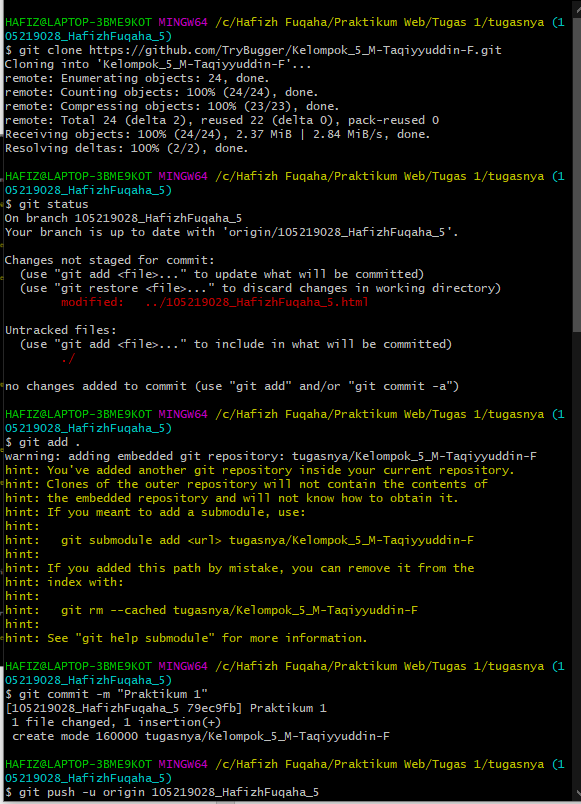 HAFIZ@LAPTOP-3BME9KOT MINGW64 /c/Hafizh Fuqaha/Praktikum Web/Tugas 1/tugasnya (1
05219028_HafizhFuqaha_5)
$ git clone https://github.com/TryBugger/Kelompok_5_M-Taqiyyuddin-F.git
Cloning into 'Kelompok_5_M-Taqiyyuddin-F'...
remote: Enumerating objects: 24, done.
remote: Counting objects: 100% (24/24), done.
remote: Compressing objects: 100% (23/23), done.
remote: Total 24 (delta 2), reused 22 (delta 0), pack-reused 0
Receiving objects: 100% (24/24), 2.37 MiB | 2.84 MiB/s, done.
Resolving deltas: 100% (2/2), done.
HAFIZ@LAPTOP-3BME9KOT MINGW64 /c/Hafizh Fuqaha/Praktikum Web/Tugas 1/tugasnya (1
05219028_HafizhFuqaha_5)
$ git status
On branch 105219028_HafizhFuqaha_5
Your branch is up to date with 'origin/105219028_HafizhFuqaha_5'.
Changes not staged for commit:
  (use "git add <file>..." to update what will be committed)
  (use "git restore <file>..." to discard changes in working directory)
        modified:   ../105219028_HafizhFuqaha_5.html
Untracked files:
  (use "git add <file>..." to include in what will be committed)
        ./
no changes added to commit (use "git add" and/or "git commit -a")
HAFIZ@LAPTOP-3BME9KOT MINGW64 /c/Hafizh Fuqaha/Praktikum Web/Tugas 1/tugasnya (1
05219028_HafizhFuqaha_5)
$ git add .
warning: adding embedded git repository: tugasnya/Kelompok_5_M-Taqiyyuddin-F
hint: You've added another git repository inside your current repository.
hint: Clones of the outer repository will not contain the contents of
hint: the embedded repository and will not know how to obtain it.
hint: If you meant to add a submodule, use:
hint:
hint:   git submodule add <url> tugasnya/Kelompok_5_M-Taqiyyuddin-F
hint:
hint: If you added this path by mistake, you can remove it from the
hint: index with:
hint:
hint:   git rm --cached tugasnya/Kelompok_5_M-Taqiyyuddin-F
hint:
hint: See "git help submodule" for more information.
HAFIZ@LAPTOP-3BME9KOT MINGW64 /c/Hafizh Fuqaha/Praktikum Web/Tugas 1/tugasnya (1
05219028_HafizhFuqaha_5)
$ git commit -m "Praktikum 1"
[105219028_HafizhFuqaha_5 79ec9fb] Praktikum 1
 1 file changed, 1 insertion(+)
 create mode 160000 tugasnya/Kelompok_5_M-Taqiyyuddin-F
HAFIZ@LAPTOP-3BME9KOT MINGW64 /c/Hafizh Fuqaha/Praktikum Web/Tugas 1/tugasnya (1
05219028_HafizhFuqaha_5)
$ git push -u origin 105219028_HafizhFuqaha_5